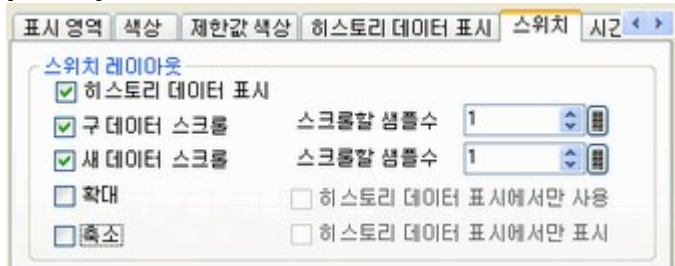 표시 영역 색상 제한값 색상 히스토리 데이터 표시 스위치 시간
스위치 레이아웃
히스토리 데이터 표시
구 데이터 스크롤 스크롤할 샘플수 1
새 데이터 스크롤 스크롤할 샘플수 1
확대 히스토리 데이터 표시에서만 사용
축소 히스토리 데이터 표시에서만 표시